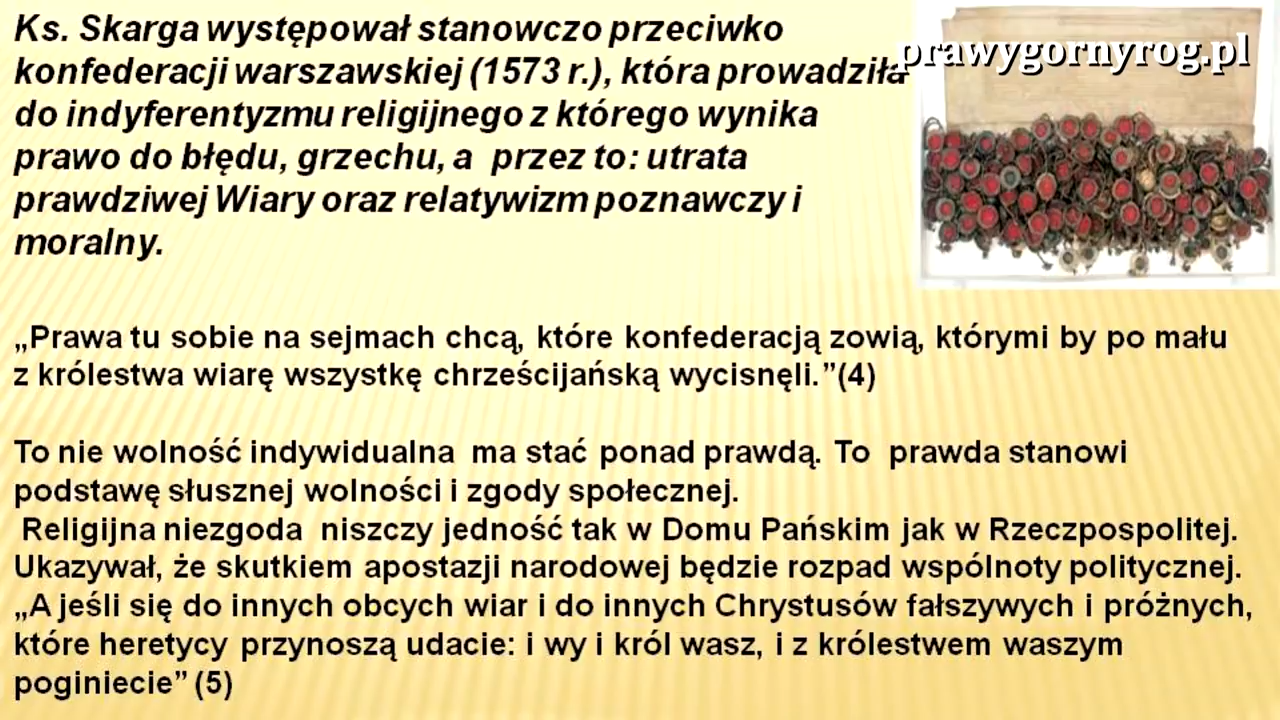 Ks. Skarga występował stanowczo przeciwko
konfederacji warszawskiej (1573 r.), która prowadziła
do indyferentyzmu religijnego z którego wynika
prawo do błędu, grzechu, a przez to: utrata
prawdziwej Wiary oraz relatywizm poznawczy i
moralny.
prawygornyrog.pl
„Prawa tu sobie na sejmach chcą, które konfederacją zowią, którymi by po mału
z królestwa wiarę wszystkę chrześcijańską wycisnęli.”(4)
To nie wolność indywidualna ma stać ponad prawdą. To prawda stanowi
podstawę słusznej wolności i zgody społecznej.
Religijna niezgoda niszczy jedność tak w Domu Pańskim jak w Rzeczpospolitej.
Ukazywał, że skutkiem apostazji narodowej będzie rozpad wspólnoty politycznej.
„A jeśli się do innych obcych wiar i do innych Chrystusów fałszywych i próżnych,
które heretycy przynoszą udacie: i wy i król wasz, i z królestwem waszym
poginiecie” (5)